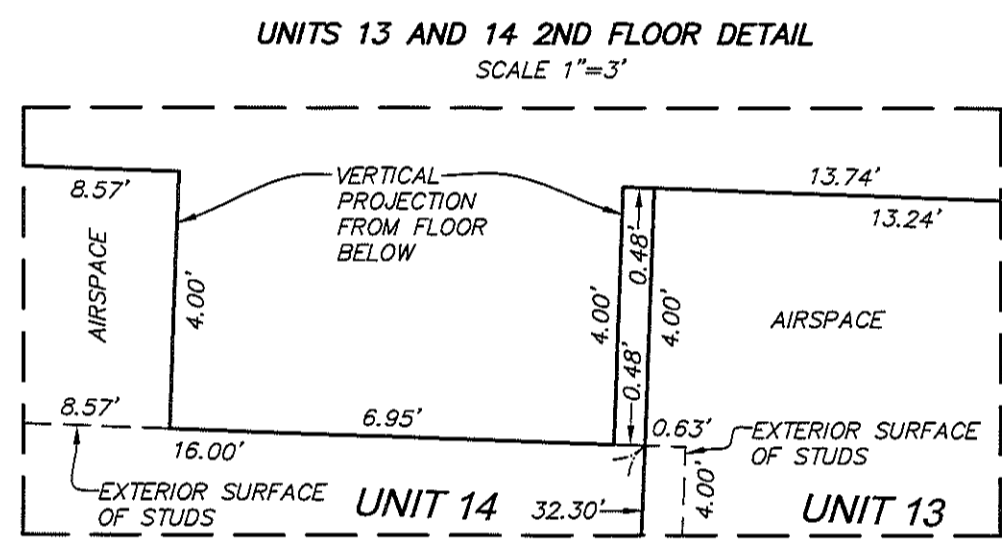 UNITS 13 AND 14 2ND FLOOR DETAIL
SCALE 1"=3'
8.57'
VERTICAL
PROJECTION
FROM FLOOR
BELOW
13.74'
13.24'
AIRSPACE
4.00'
4.00'
0.48'
0.48'
4.00'
AIRSPACE
8.57'
6.95'
16.00'
0.63'
EXTERIOR SURFACE
OF STUDS
EXTERIOR SURFACE
OF STUDS
UNIT 14
32.30'
4.00'
UNIT 13